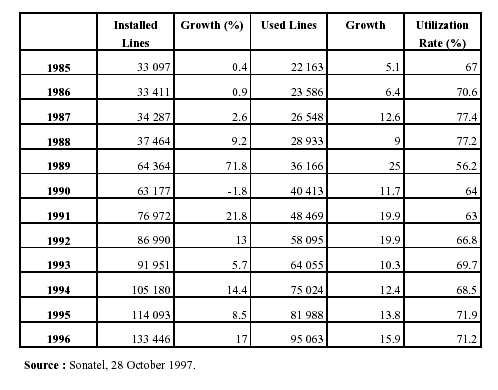 Installed Lines Growth (%) Used Lines Growth Utilization Rate (%)
1985 33 097 0.4 22 163 5.1 67
1986 33 411 0.9 23 586 6.4 70.6
1987 34 287 2.6 26 548 12.6 77.4
1988 37 464 9.2 28 933 9 77.2
1989 64 364 71.8 36 166 25 56.2
1990 63 177 -1.8 40 413 11.7 64
1991 76 972 21.8 48 469 19.9 63
1992 86 990 13 58 095 19.9 66.8
1993 91 951 5.7 64 055 10.3 69.7
1994 105 180 14.4 75 024 12.4 68.5
1995 114 093 8.5 81 988 13.8 71.9
1996 133 446 17 95 063 15.9 71.2
Source : Sonatel, 28 October 1997.